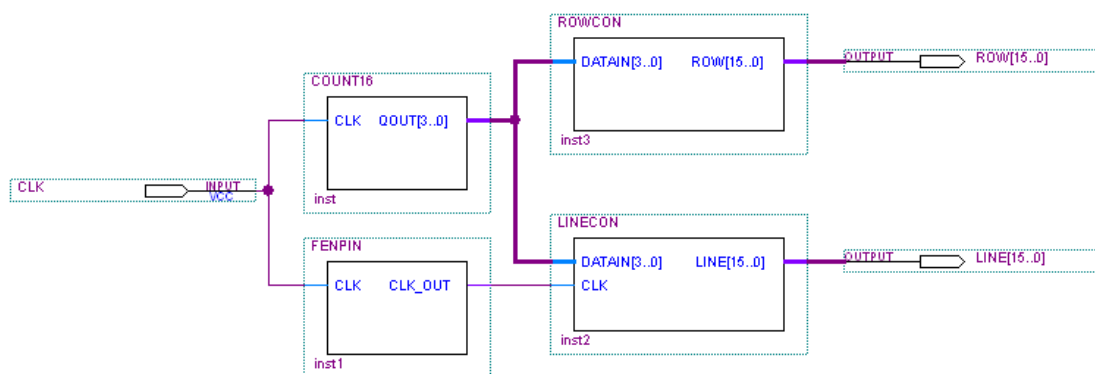 ROWCON
DATAIN[3..0] ROW[15..0]
inst3
OUTPUT ROW[15..0]
COUNT16
CLK QOUT[3..0]
inst
CLK INPUT
VCC
LINECON
DATAIN[3..0] LINE[15..0]
CLK
inst2
OUTPUT LINE[15..0]
FENPIN
CLK CLK_OUT
inst1